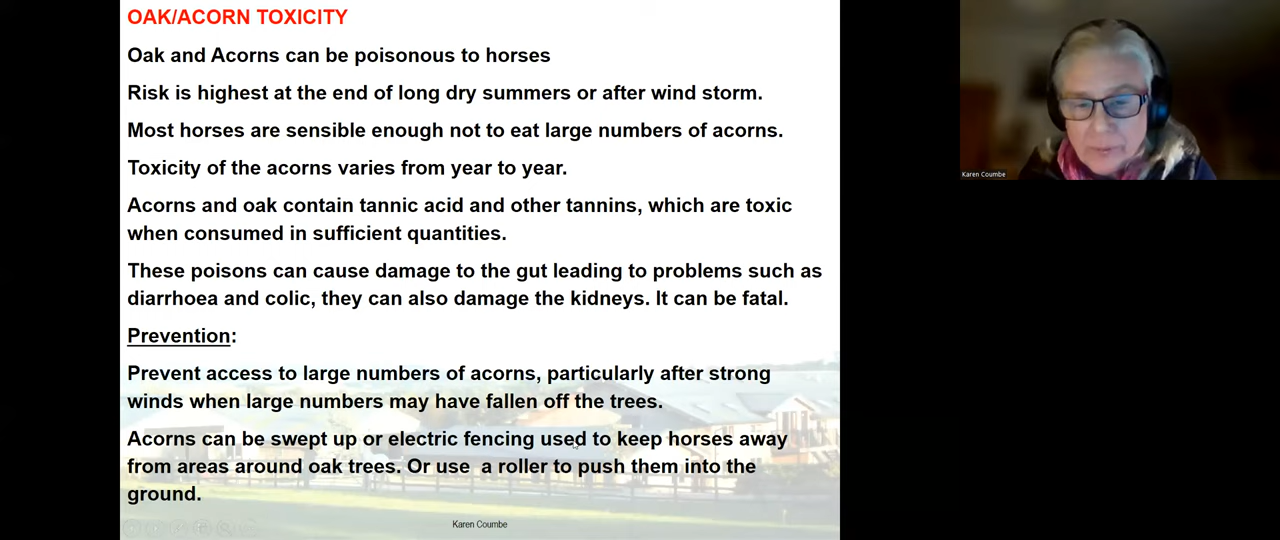 OAK/ACORN TOXICITY
Oak and Acorns can be poisonous to horses
Risk is highest at the end of long dry summers or after wind storm.
Most horses are sensible enough not to eat large numbers of acorns.
Toxicity of the acorns varies from year to year.
Acorns and oak contain tannic acid and other tannins, which are toxic
when consumed in sufficient quantities.
These poisons can cause damage to the gut leading to problems such as
diarrhoea and colic, they can also damage the kidneys. It can be fatal.
Prevention:
Prevent access to large numbers of acorns, particularly after strong
winds when large numbers may have fallen off the trees.
Acorns can be swept up or electric fencing used to keep horses away
from areas around oak trees. Or use  a roller to push them into the
ground.
Karen Coumbe
Karen Coumbe